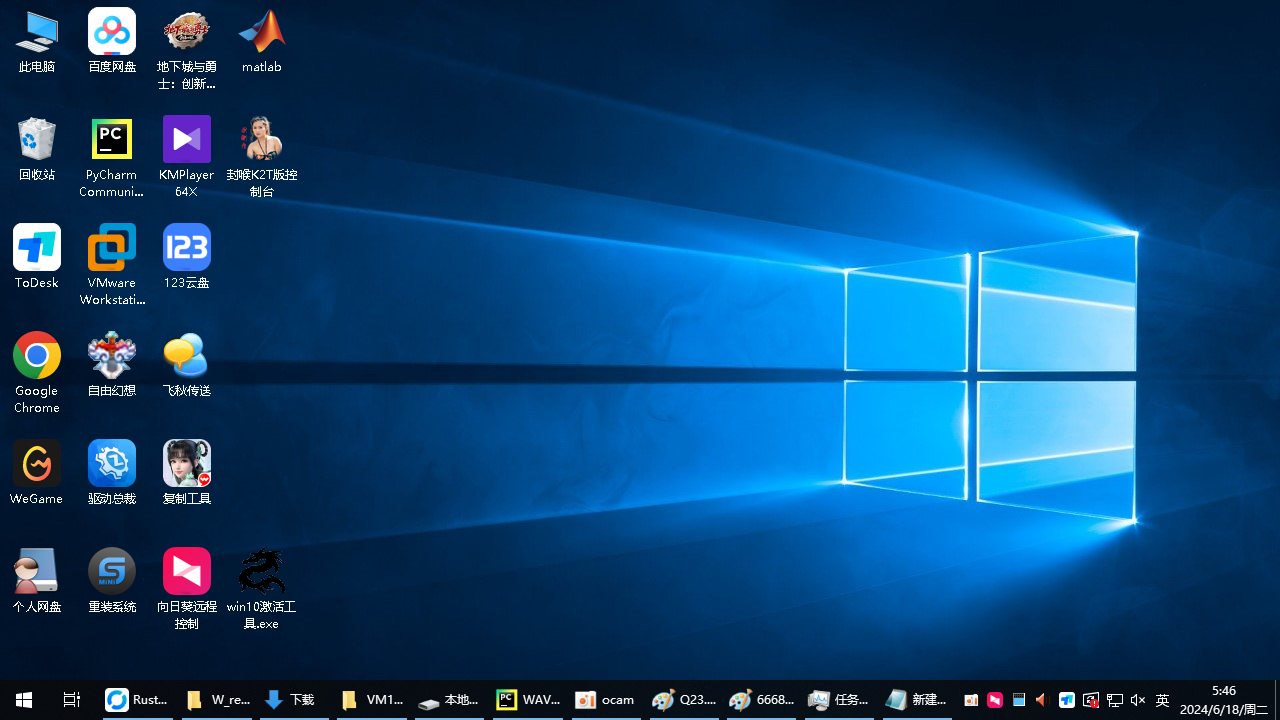 此电脑
百度网盘
地下城与勇
士：创新...
matlab
回收站
PC
PyCharm
Communi...
KMPlayer
64X
封喉K2T版控
制台
ToDesk
VMware
Workstati...
123
123云盘
Google
Chrome
自由幻想
飞秋传送
WeGame
驱动总裁
复制工具
个人网盘
MINI
重装系统
向日葵远程
控制
win10激活工
具.exe
Rust...
W_re...
下载
VM1...
本地...
PC
WAV...
ocam
Q23....
6668...
任务...
新建...
英
5:46
2024/6/18/周二